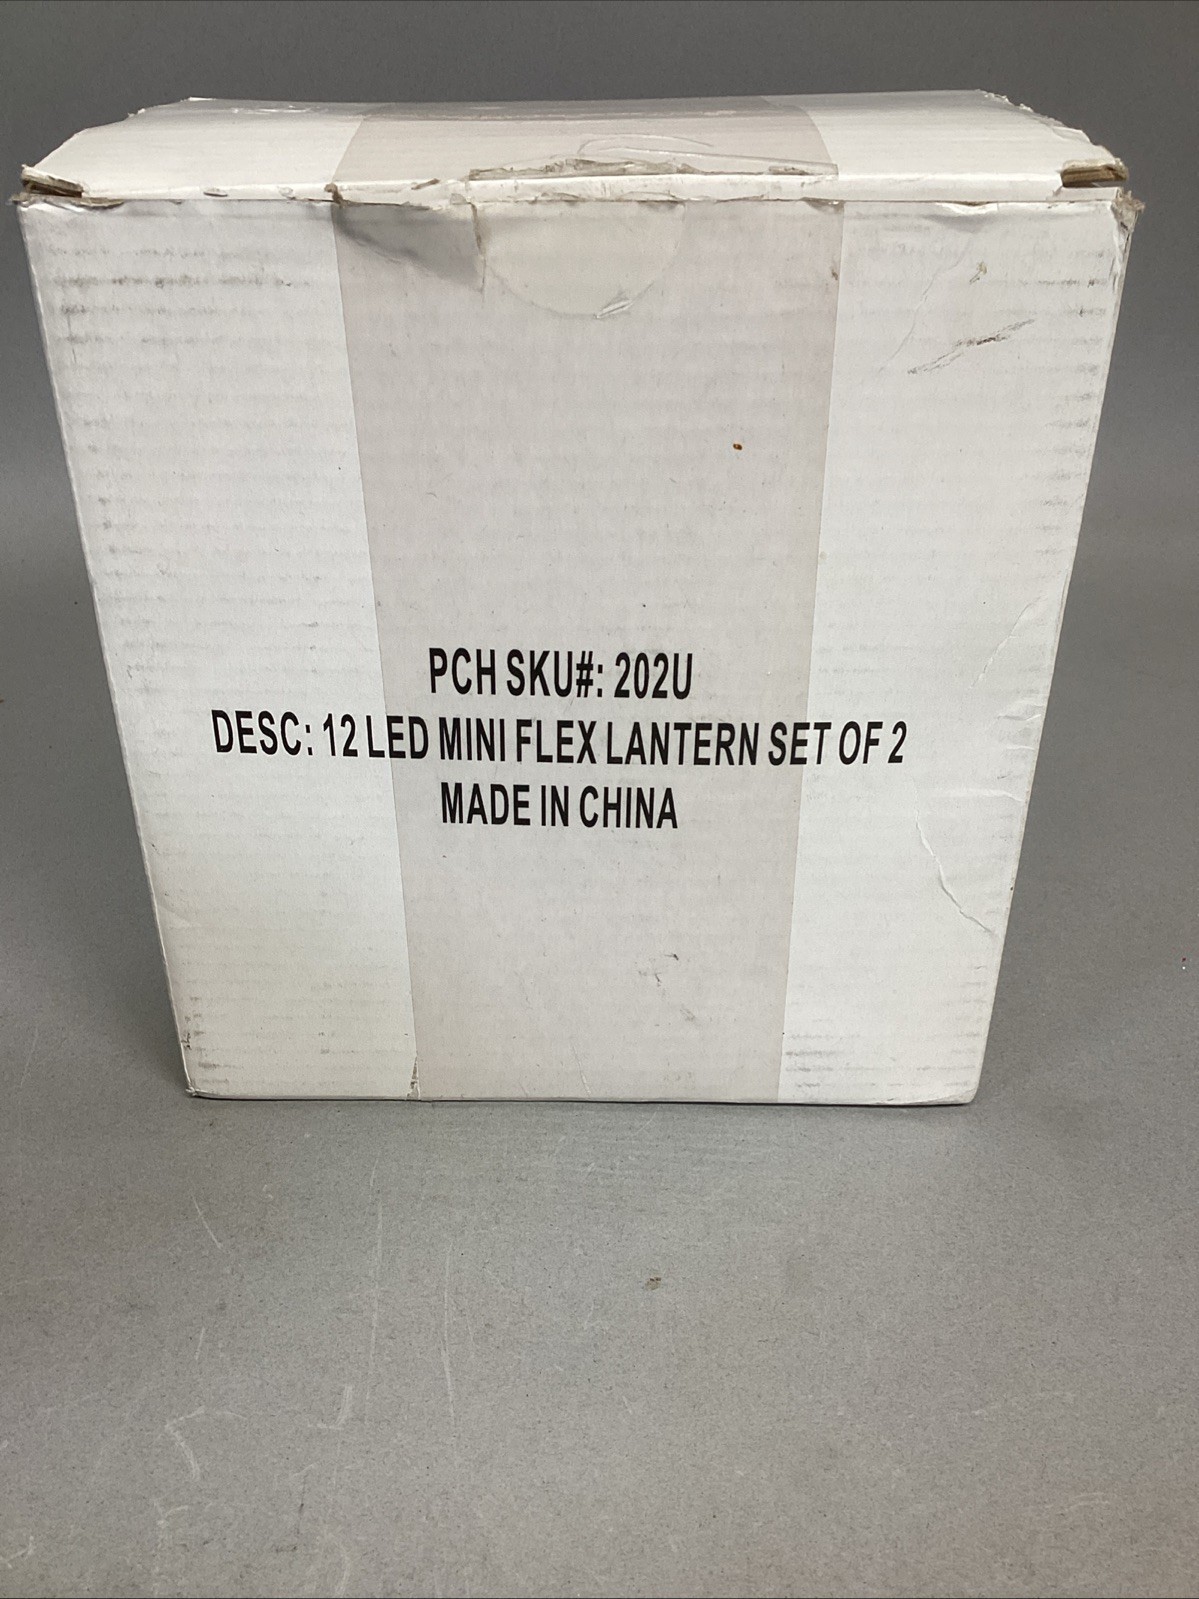 PCH SKU#: 202U
DESC: 12 LED MINI FLEX LANTERN SET OF 2
MADE IN CHINA